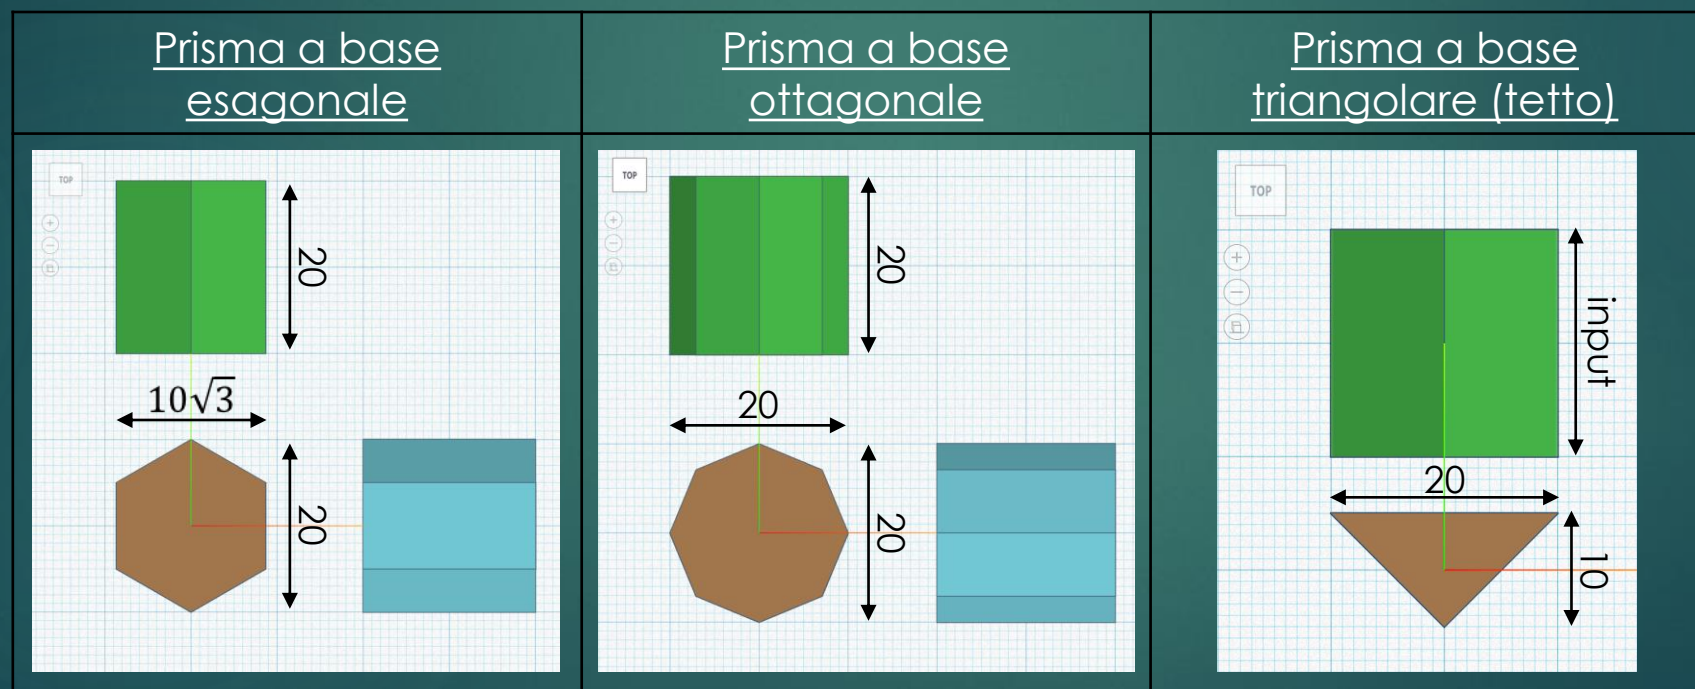 Prisma a base
esagonale
Prisma a base
ottagonale
Prisma a base
triangolare (tetto)
TOP
20
10√3
20
TOP
20
20
20
TOP
input
20
10